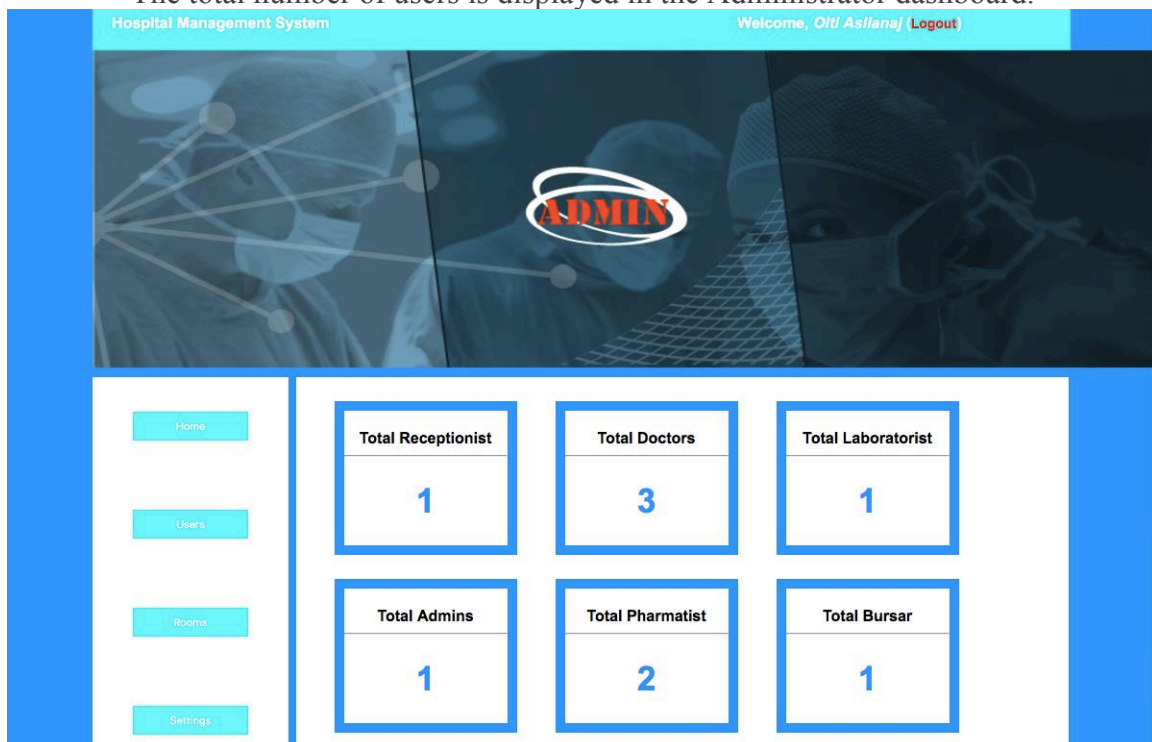 The total number of users is displayed in the Administrator dashboard.
Hospital Management System
Welcome, Olti Asllanaj (Logout)
ADMIN
Home
Users
Rooms
Settings
Total Receptionist
1
Total Doctors
3
Total Laboratorist
1
Total Admins
1
Total Pharmatist
2
Total Bursar
1